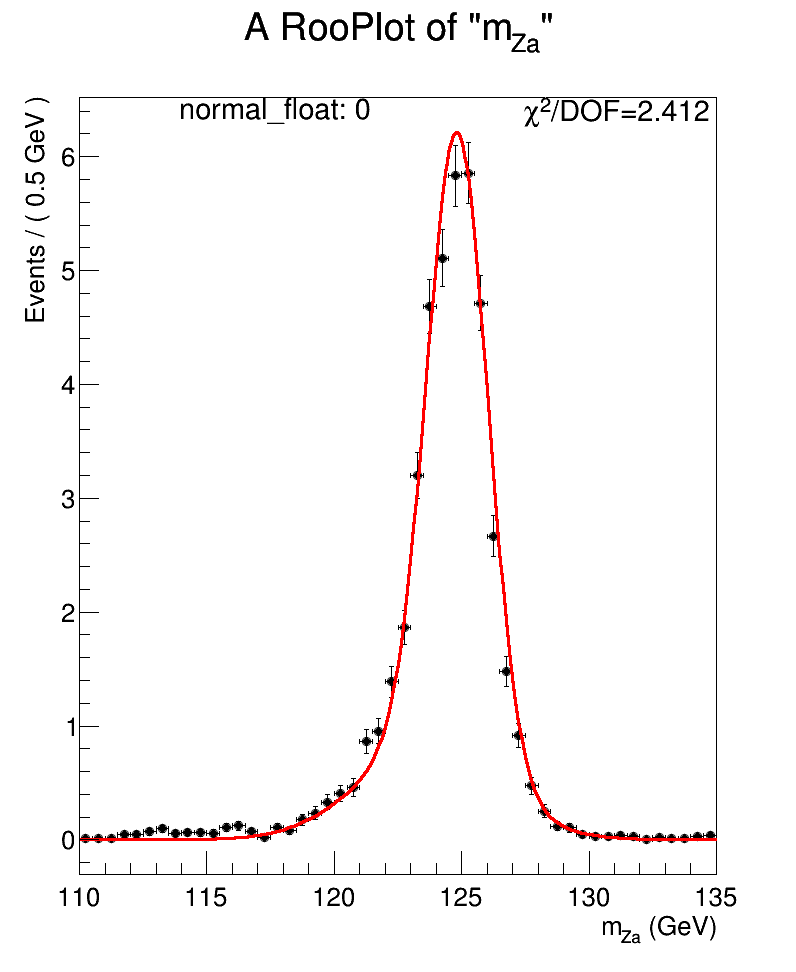 A RooPlot of "m_Za"
normal_float: 0
χ²/DOF=2.412
Events / ( 0.5 GeV )
6
5
4
3
2
1
0
110 115 120 125 130 135
m_Za (GeV)